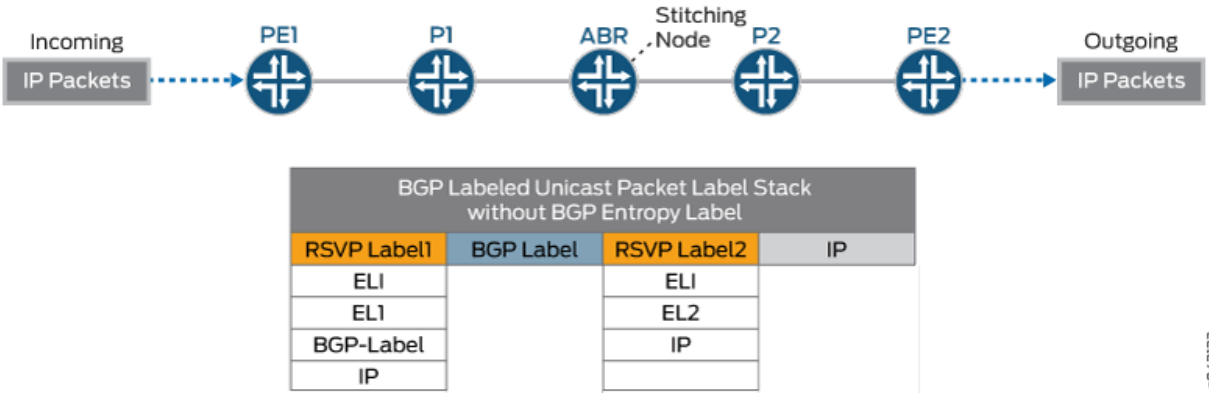 Incoming
IP Packets
PE1
P1
ABR
Stitching
Node
P2
PE2
Outgoing
IP Packets
BGP Labeled Unicast Packet Label Stack
without BGP Entropy Label
RSVP Label1 BGP Label RSVP Label2 IP
ELI ELI
EL1 EL2
BGP-Label IP
IP